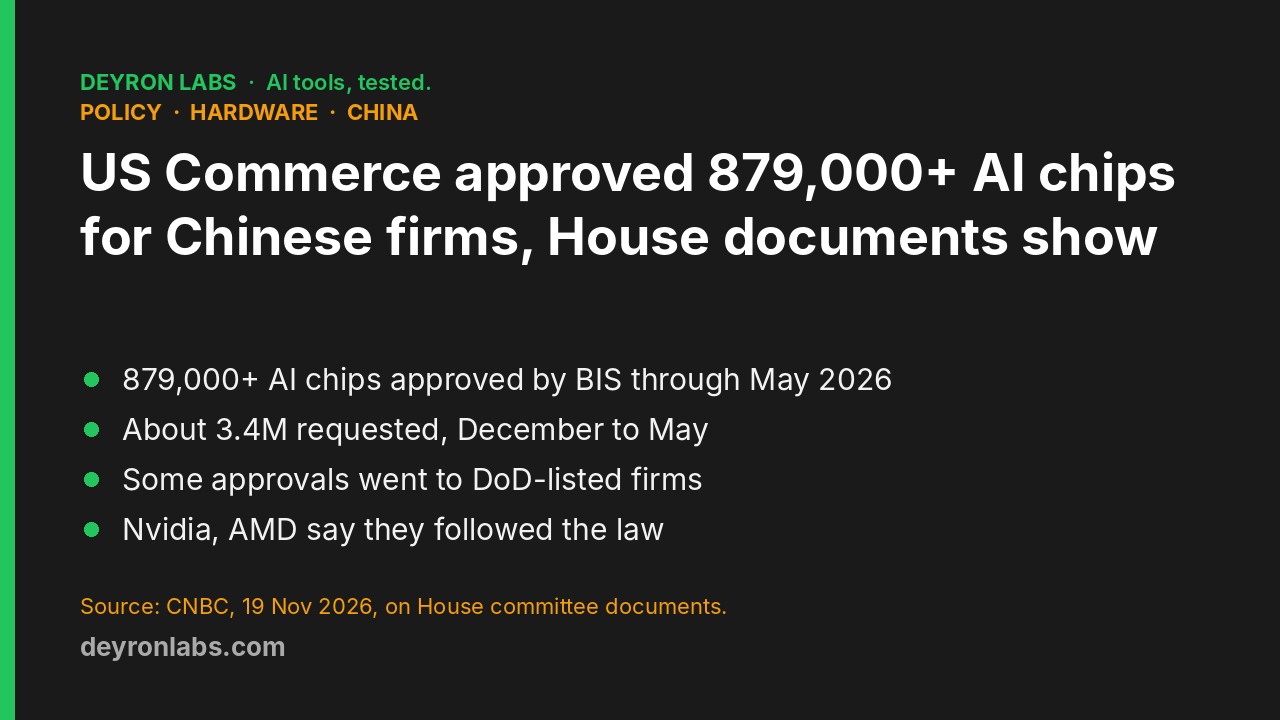 DEYRON LABS · AI tools, tested.
POLICY · HARDWARE · CHINA
US Commerce approved 879,000+ AI chips
for Chinese firms, House documents show
879,000+ AI chips approved by BIS through May 2026
About 3.4M requested, December to May
Some approvals went to DoD-listed firms
Nvidia, AMD say they followed the law
Source: CNBC, 19 Nov 2026, on House committee documents.
deyronlabs.com